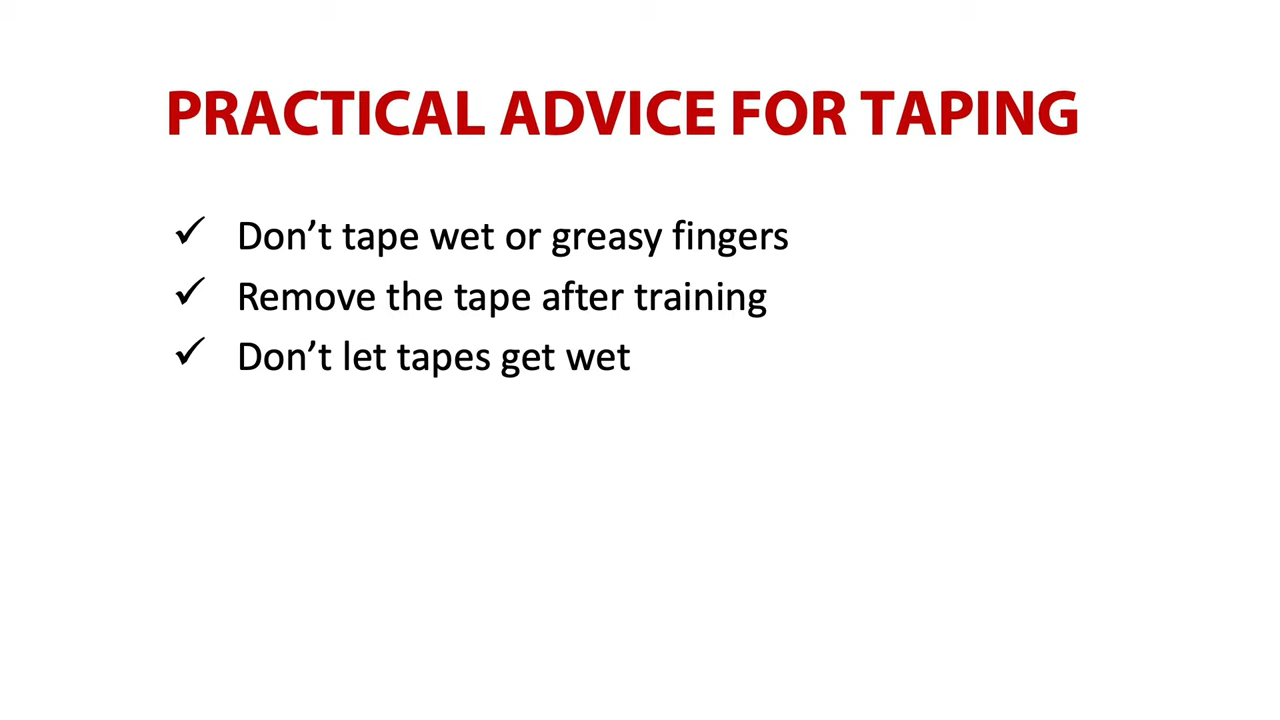 PRACTICAL ADVICE FOR TAPING
✓ Don’t tape wet or greasy fingers
✓ Remove the tape after training
✓ Don’t let tapes get wet